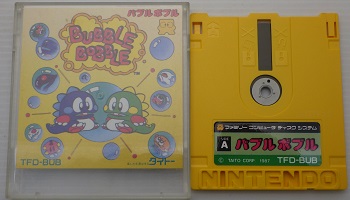 バブルボブル
BUBBLE
BOBBLE
TFD-BUB
タイトー
ファミリー コンピュータ ディスク システム
SIDE
A
バブルボブル
© TAITO CORP. 1987
TFD-BUB
NINTENDO